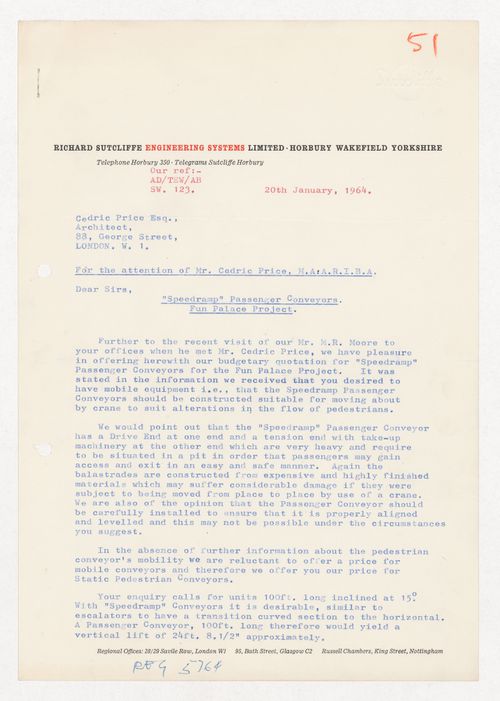 51
RICHARD SUTCLIFFE ENGINEERING SYSTEMS LIMITED · HORBURY WAKEFIELD YORKSHIRE
Telephone Horbury 350 · Telegrams Sutcliffe Horbury
Our ref:-
AD/TEW/AB
SW. 123. 20th January, 1964.
Cedric Price Esq.,
Architect,
88, George Street,
LONDON. W. 1.
For the attention of Mr. Cedric Price, M.A.A.R.I.B.A.
Dear Sirs,
"Speedramp" Passenger Conveyors.
Fun Palace Project.
Further to the recent visit of our Mr. M.R. Moore to
your offices when he met Mr. Cedric Price, we have pleasure
in offering herewith our budgetary quotation for "Speedramp"
Passenger Conveyors for the Fun Palace Project. It was
stated in the information we received that you desired to
have mobile equipment i.e., that the Speedramp Passenger
Conveyors should be constructed suitable for moving about
by crane to suit alterations in the flow of pedestrians.
We would point out that the "Speedramp" Passenger Conveyor
has a Drive End at one end and a tension end with take-up
machinery at the other end which are very heavy and require
to be situated in a pit in order that passengers may gain
access and exit in an easy and safe manner. Again the
balastrades are constructed from expensive and highly finished
materials which may suffer considerable damage if they were
subject to being moved from place to place by use of a crane.
We are also of the opinion that the Passenger Conveyor should
be carefully installed to ensure that it is properly aligned
and levelled and this may not be possible under the circumstances
you suggest.
In the absence of further information about the pedestrian
conveyor's mobility we are reluctant to offer a price for
mobile conveyors and therefore we offer you our price for
Static Pedestrian Conveyors.
Your enquiry calls for units 100ft. long inclined at 15°
With "Speedramp" Conveyors it is desirable, similar to
escalators to have a transition curved section to the horizontal.
A Passenger Conveyor, 100ft. long therefore would yield a
vertical lift of 24ft. 8.1/2" approximately.
Regional Offices: 28/29 Savile Row, London W1 95, Bath Street, Glasgow C2 Russell Chambers, King Street, Nottingham